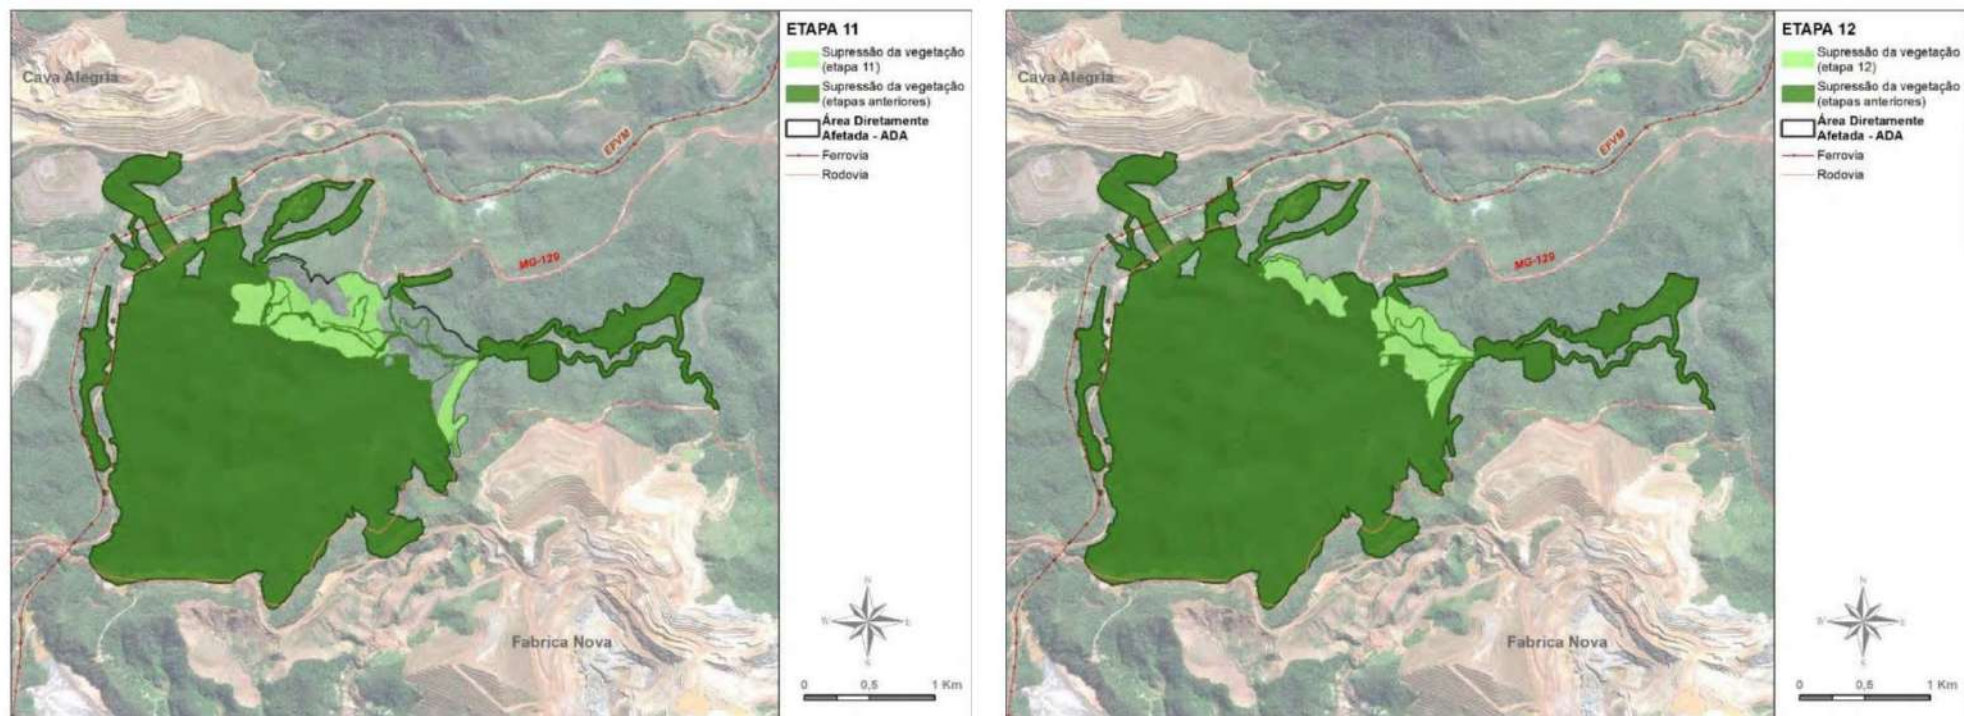 ETAPA 11
Supressão da vegetação
(etapa 11)
Supressão da vegetação
(etapas anteriores)
Área Diretamente
Afetada - ADA
Ferrovia
Rodovia
Cava Alegria
EFVM
MG-129
Fabrica Nova
N
W
E
S
0 0,5 1 Km
ETAPA 12
Supressão da vegetação
(etapa 12)
Supressão da vegetação
(etapas anteriores)
Área Diretamente
Afetada - ADA
Ferrovia
Rodovia
Cava Alegria
EFVM
MG-129
Fabrica Nova
N
W
E
S
0 0,5 1 Km